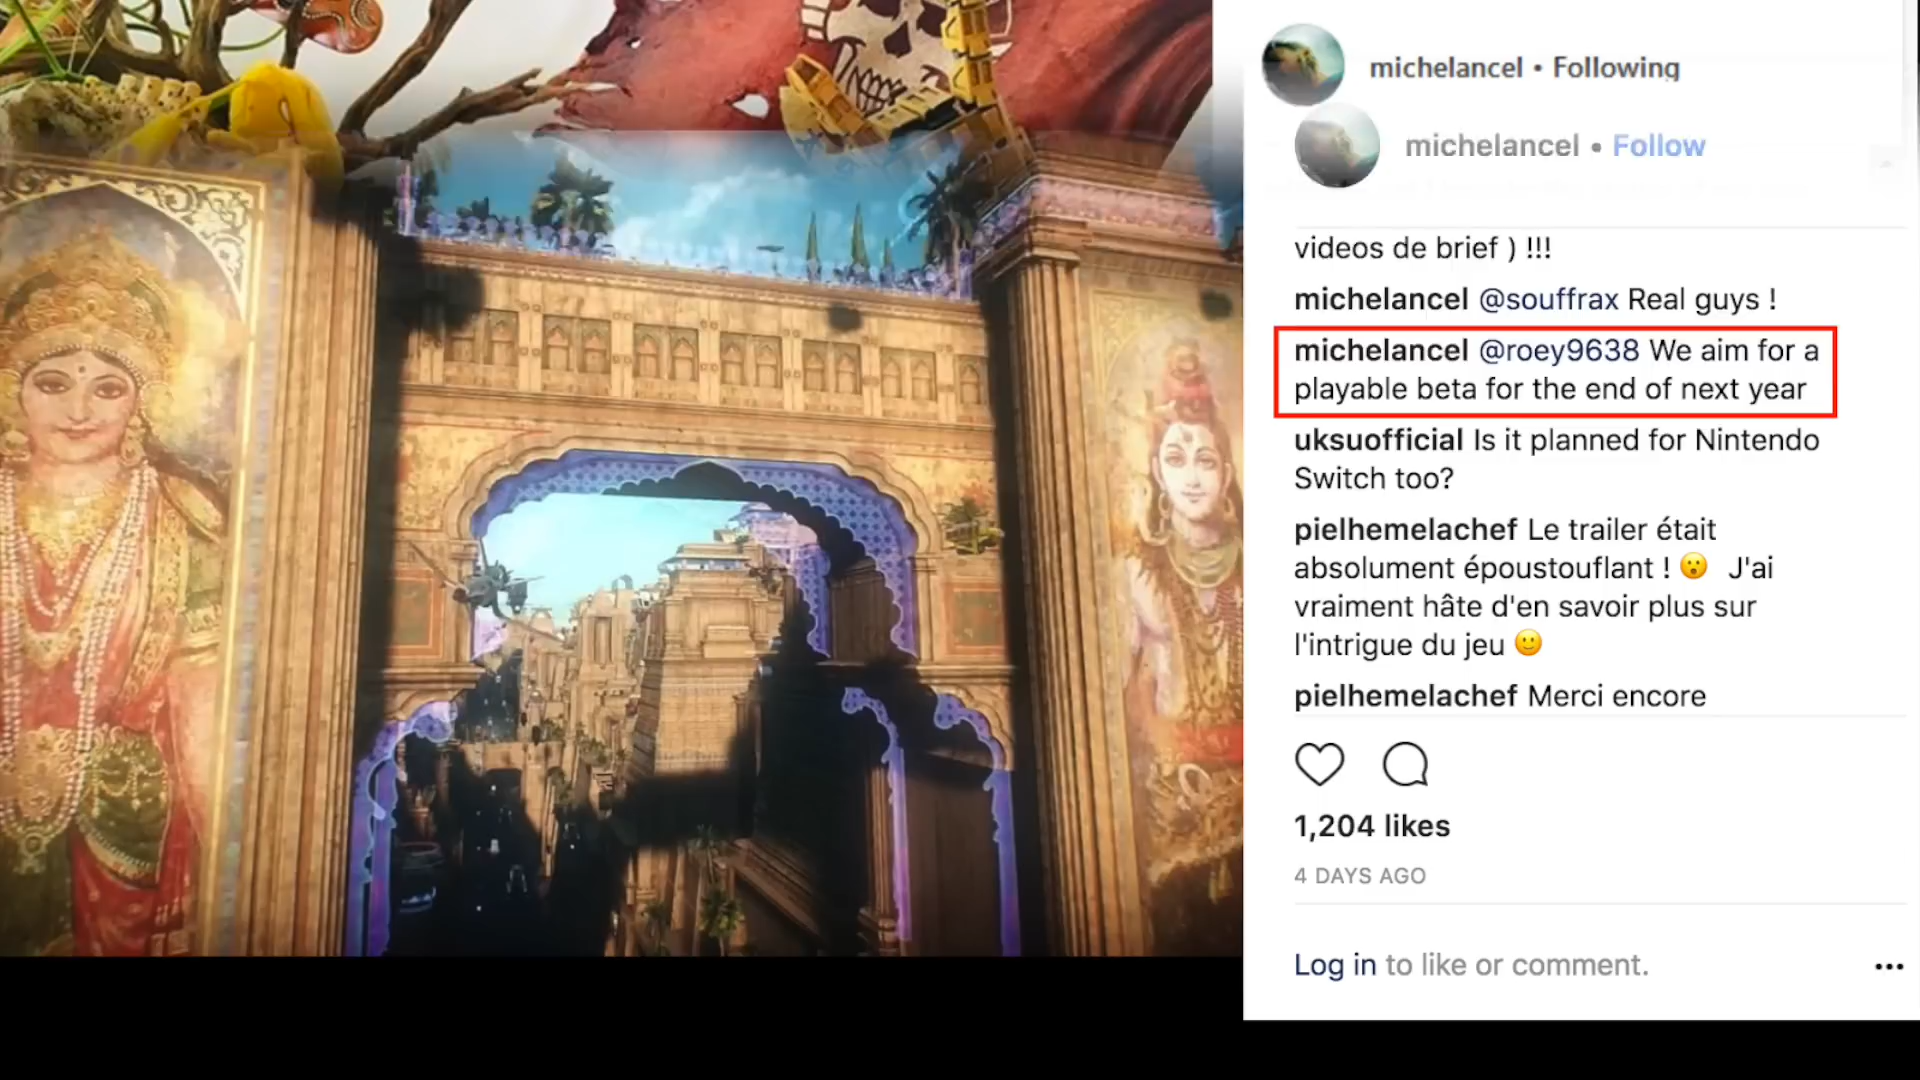 michelancel • Following
michelancel • Follow
videos de brief ) !!!
michelancel @souffrax Real guys !
michelancel @roey9638 We aim for a
playable beta for the end of next year
uksuofficial Is it planned for Nintendo
Switch too?
pielhemelachef Le trailer était
absolument époustouflant ! 😮 J'ai
vraiment hâte d'en savoir plus sur
l'intrigue du jeu 🙂
pielhemelachef Merci encore
1,204 likes
4 DAYS AGO
Log in to like or comment.